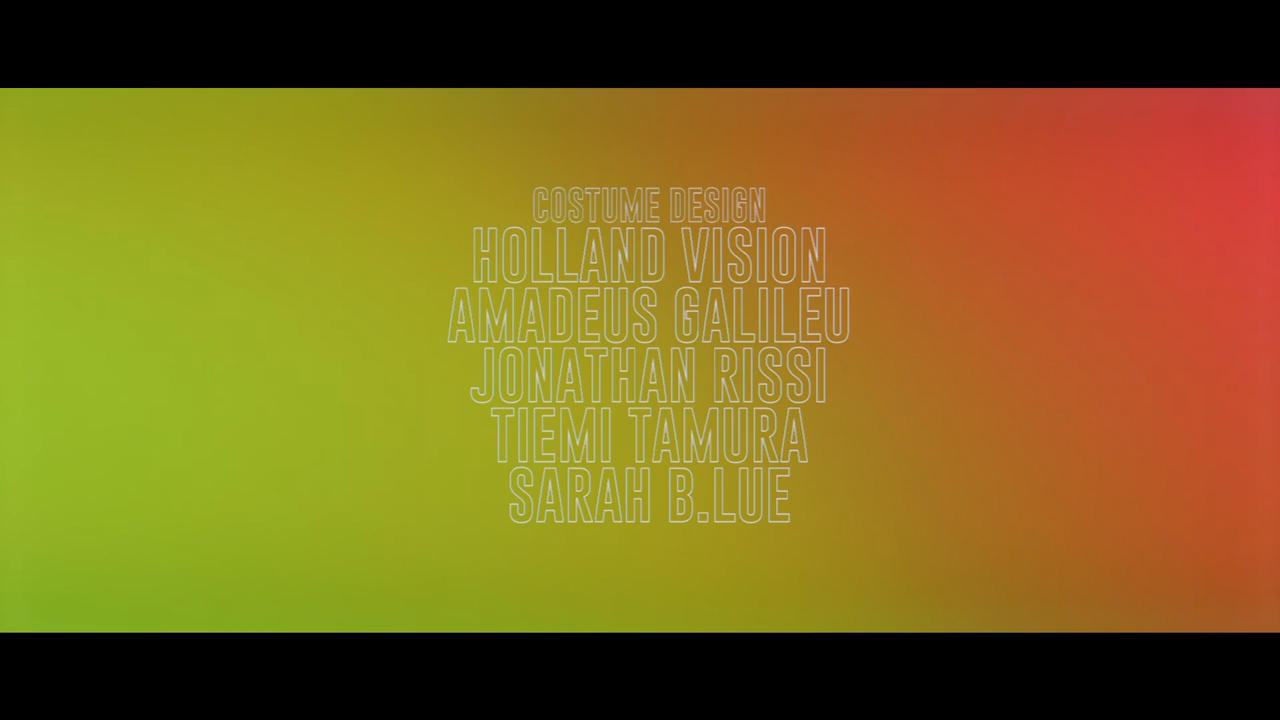 COSTUME DESIGN
HOLLAND VISION
AMADEUS GALILEU
JONATHAN RISSI
TIEMI TAMURA
SARAH B.LUE